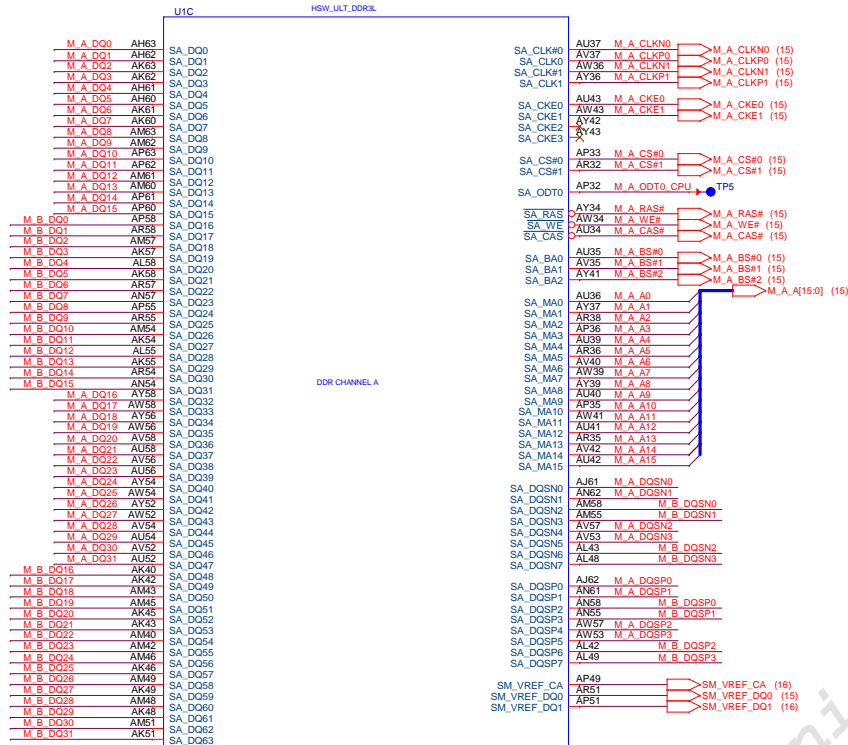 U1C
HSW_ULT_DDR3L
M_A_DQ0 AH63 SA_DQ0
M_A_DQ1 AH62 SA_DQ1
M_A_DQ2 AK63 SA_DQ2
M_A_DQ3 AK62 SA_DQ3
M_A_DQ4 AH61 SA_DQ4
M_A_DQ5 AH60 SA_DQ5
M_A_DQ6 AK61 SA_DQ6
M_A_DQ7 AK60 SA_DQ7
M_A_DQ8 AM63 SA_DQ8
M_A_DQ9 AM62 SA_DQ9
M_A_DQ10 AP63 SA_DQ10
M_A_DQ11 AP62 SA_DQ11
M_A_DQ12 AM61 SA_DQ12
M_A_DQ13 AM60 SA_DQ13
M_A_DQ14 AP61 SA_DQ14
M_A_DQ15 AP60 SA_DQ15
M_B_DQ0 AP58 SA_DQ16
M_B_DQ1 AR58 SA_DQ17
M_B_DQ2 AM57 SA_DQ18
M_B_DQ3 AK57 SA_DQ19
M_B_DQ4 AL58 SA_DQ20
M_B_DQ5 AK58 SA_DQ21
M_B_DQ6 AR57 SA_DQ22
M_B_DQ7 AN57 SA_DQ23
M_B_DQ8 AP55 SA_DQ24
M_B_DQ9 AR55 SA_DQ25
M_B_DQ10 AM54 SA_DQ26
M_B_DQ11 AK54 SA_DQ27
M_B_DQ12 AL55 SA_DQ28
M_B_DQ13 AK55 SA_DQ29
M_B_DQ14 AR54 SA_DQ30
M_B_DQ15 AN54 SA_DQ31
M_A_DQ16 AY58 SA_DQ32
M_A_DQ17 AW58 SA_DQ33
M_A_DQ18 AY56 SA_DQ34
M_A_DQ19 AW56 SA_DQ35
M_A_DQ20 AV58 SA_DQ36
M_A_DQ21 AU58 SA_DQ37
M_A_DQ22 AV56 SA_DQ38
M_A_DQ23 AU56 SA_DQ39
M_A_DQ24 AY54 SA_DQ40
M_A_DQ25 AW54 SA_DQ41
M_A_DQ26 AY52 SA_DQ42
M_A_DQ27 AW52 SA_DQ43
M_A_DQ28 AV54 SA_DQ44
M_A_DQ29 AU54 SA_DQ45
M_A_DQ30 AV52 SA_DQ46
M_A_DQ31 AU52 SA_DQ47
M_B_DQ16 AK40 SA_DQ48
M_B_DQ17 AK42 SA_DQ49
M_B_DQ18 AM43 SA_DQ50
M_B_DQ19 AM45 SA_DQ51
M_B_DQ20 AK45 SA_DQ52
M_B_DQ21 AK43 SA_DQ53
M_B_DQ22 AM40 SA_DQ54
M_B_DQ23 AM42 SA_DQ55
M_B_DQ24 AM46 SA_DQ56
M_B_DQ25 AK46 SA_DQ57
M_B_DQ26 AM49 SA_DQ58
M_B_DQ27 AK49 SA_DQ59
M_B_DQ28 AM48 SA_DQ60
M_B_DQ29 AK48 SA_DQ61
M_B_DQ30 AM51 SA_DQ62
M_B_DQ31 AK51 SA_DQ63
DDR CHANNEL A
SA_CLK#0 AU37 M_A_CLKN0 M_A_CLKN0 (15)
SA_CLK0 AV37 M_A_CLKP0 M_A_CLKP0 (15)
SA_CLK#1 AW36 M_A_CLKN1 M_A_CLKN1 (15)
SA_CLK1 AY36 M_A_CLKP1 M_A_CLKP1 (15)
SA_CKE0 AU43 M_A_CKE0 M_A_CKE0 (15)
SA_CKE1 AW43 M_A_CKE1 M_A_CKE1 (15)
SA_CKE2 AY42
SA_CKE3 AY43
SA_CS#0 AP33 M_A_CS#0 M_A_CS#0 (15)
SA_CS#1 AR32 M_A_CS#1 M_A_CS#1 (15)
SA_ODT0 AP32 M_A_ODT0_CPU TP5
SA_RAS AY34 M_A_RAS# M_A_RAS# (15)
SA_WE AW34 M_A_WE# M_A_WE# (15)
SA_CAS AU34 M_A_CAS# M_A_CAS# (15)
SA_BA0 AU35 M_A_BS#0 M_A_BS#0 (15)
SA_BA1 AV35 M_A_BS#1 M_A_BS#1 (15)
SA_BA2 AY41 M_A_BS#2 M_A_BS#2 (15)
M_A_A[15:0] (15)
SA_MA0 AU36 M_A_A0
SA_MA1 AY37 M_A_A1
SA_MA2 AR38 M_A_A2
SA_MA3 AP36 M_A_A3
SA_MA4 AU39 M_A_A4
SA_MA5 AR36 M_A_A5
SA_MA6 AV40 M_A_A6
SA_MA7 AW39 M_A_A7
SA_MA8 AY39 M_A_A8
SA_MA9 AU40 M_A_A9
SA_MA10 AP35 M_A_A10
SA_MA11 AW41 M_A_A11
SA_MA12 AU41 M_A_A12
SA_MA13 AR35 M_A_A13
SA_MA14 AV42 M_A_A14
SA_MA15 AU42 M_A_A15
SA_DQSN0 AJ61 M_A_DQSN0
SA_DQSN1 AN62 M_A_DQSN1
SA_DQSN2 AM58 M_B_DQSN0
SA_DQSN3 AM55 M_B_DQSN1
SA_DQSN4 AV57 M_A_DQSN2
SA_DQSN5 AV53 M_A_DQSN3
SA_DQSN6 AL43 M_B_DQSN2
SA_DQSN7 AL48 M_B_DQSN3
SA_DQSP0 AJ62 M_A_DQSP0
SA_DQSP1 AN61 M_A_DQSP1
SA_DQSP2 AN58 M_B_DQSP0
SA_DQSP3 AN55 M_B_DQSP1
SA_DQSP4 AW57 M_A_DQSP2
SA_DQSP5 AW53 M_A_DQSP3
SA_DQSP6 AL42 M_B_DQSP2
SA_DQSP7 AL49 M_B_DQSP3
SM_VREF_CA AP49 SM_VREF_CA (16)
SM_VREF_DQ0 AR51 SM_VREF_DQ0 (15)
SM_VREF_DQ1 AP51 SM_VREF_DQ1 (16)